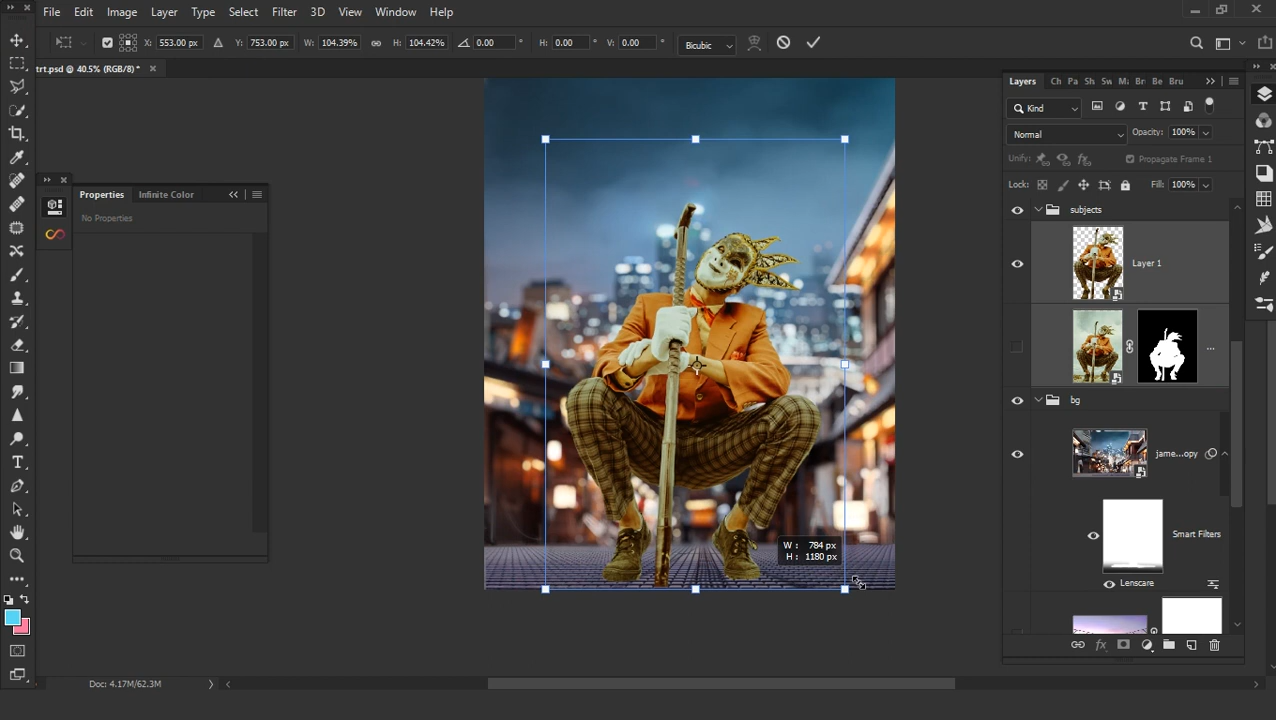 File Edit Image Layer Type Select Filter 3D View Window Help
X: 553.00 px Y: 753.00 px W: 104.39% H: 104.42% 0.00 ° H: 0.00 ° V: 0.00 ° Bicubic
trt.psd @ 40.5% (RGB/8) *
Layers Ch Pa Sh Sw Br Be Bru
Kind
Normal Opacity: 100%
Unify: Propagate Frame 1
Lock: Fill: 100%
Properties Infinite Color
No Properties
subjects
Layer 1
...
bg
jame...opy
Smart Filters
Lenscare
W : 784 px
H : 1180 px
Doc: 4.17M/62.3M